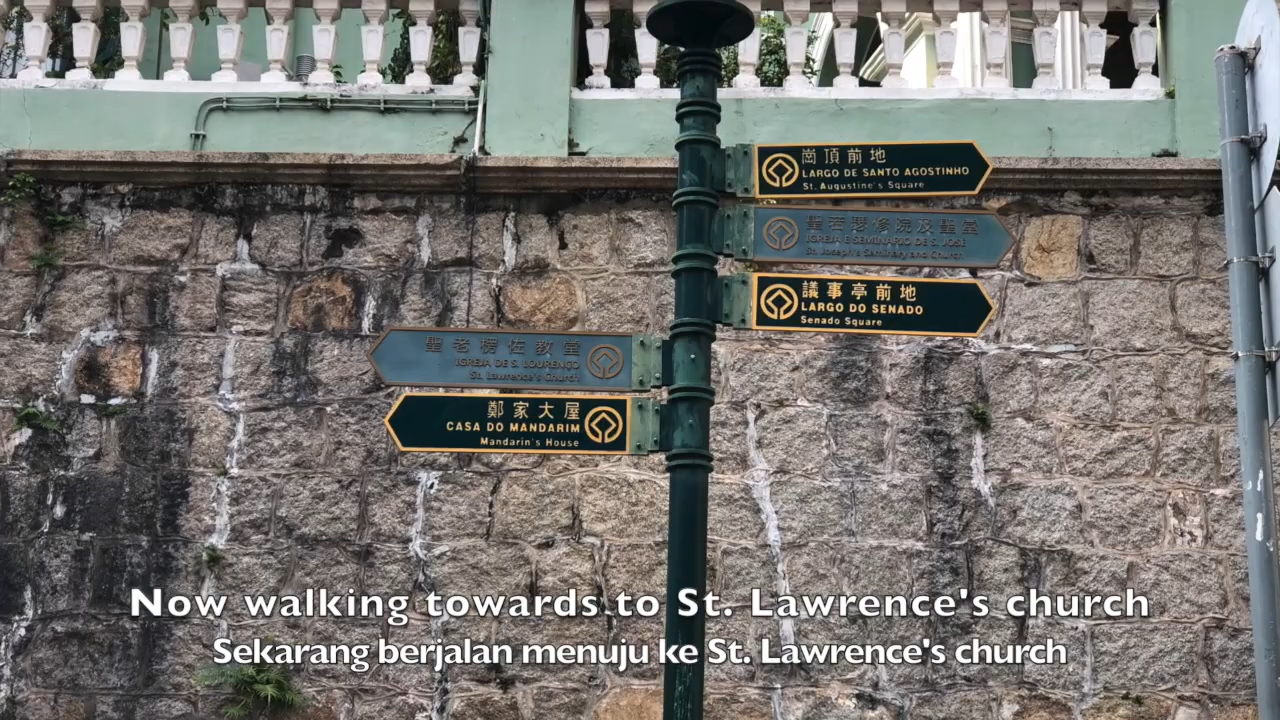 崗頂前地
LARGO DE SANTO AGOSTINHO
St. Augustine's Square
聖若瑟修院及聖堂
IGREJA E SEMINÁRIO DE S. JOSÉ
St. Joseph's Seminary and Church
議事亭前地
LARGO DO SENADO
Senado Square
聖老楞佐教堂
IGREJA DE S. LOURENÇO
St. Lawrence's Church
鄭家大屋
CASA DO MANDARIM
Mandarin's House
Now walking towards to St. Lawrence's church
Sekarang berjalan menuju ke St. Lawrence's church